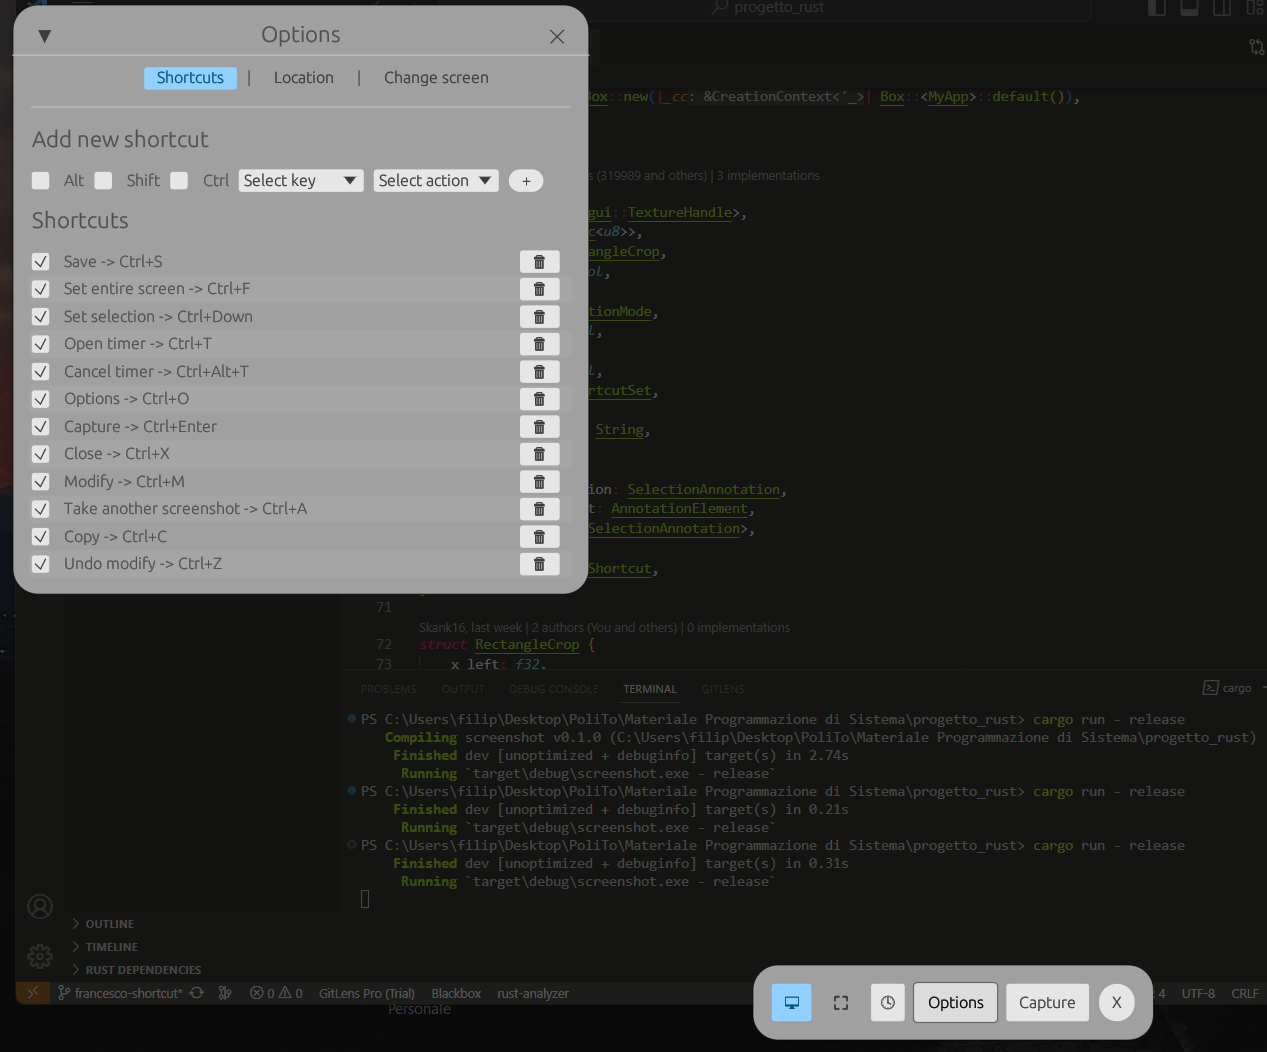 progetto_rust
▼ Options
Shortcuts | Location | Change screen
Add new shortcut
Alt Shift Ctrl Select key ▼ Select action ▼ +
Shortcuts
Save -> Ctrl+S
Set entire screen -> Ctrl+F
Set selection -> Ctrl+Down
Open timer -> Ctrl+T
Cancel timer -> Ctrl+Alt+T
Options -> Ctrl+O
Capture -> Ctrl+Enter
Close -> Ctrl+X
Modify -> Ctrl+M
Take another screenshot -> Ctrl+A
Copy -> Ctrl+C
Undo modify -> Ctrl+Z
Box::new(|_cc: &CreationContext<'_>| Box::<MyApp>::default()),
s (319989 and others) | 3 implementations
gui::TextureHandle>,
c<u8>>,
angleCrop,
ol,
tionMode,
l,
l,
rtcutSet,
String,
ion: SelectionAnnotation,
t: AnnotationElement,
SelectionAnnotation>,
Shortcut,
71
Skank16, last week | 2 authors (You and others) | 0 implementations
72 struct RectangleCrop {
73 x_left: f32,
PROBLEMS OUTPUT DEBUG CONSOLE TERMINAL GITLENS cargo
PS C:\Users\filip\Desktop\PoliTo\Materiale Programmazione di Sistema\progetto_rust> cargo run - release
Compiling screenshot v0.1.0 (C:\Users\filip\Desktop\PoliTo\Materiale Programmazione di Sistema\progetto_rust)
Finished dev [unoptimized + debuginfo] target(s) in 2.74s
Running `target\debug\screenshot.exe - release`
PS C:\Users\filip\Desktop\PoliTo\Materiale Programmazione di Sistema\progetto_rust> cargo run - release
Finished dev [unoptimized + debuginfo] target(s) in 0.21s
Running `target\debug\screenshot.exe - release`
PS C:\Users\filip\Desktop\PoliTo\Materiale Programmazione di Sistema\progetto_rust> cargo run - release
Finished dev [unoptimized + debuginfo] target(s) in 0.31s
Running `target\debug\screenshot.exe - release`
OUTLINE
TIMELINE
RUST DEPENDENCIES
francesco-shortcut* 0 0 GitLens Pro (Trial) Blackbox rust-analyzer : 4 UTF-8 CRLF
Personale
Options Capture X